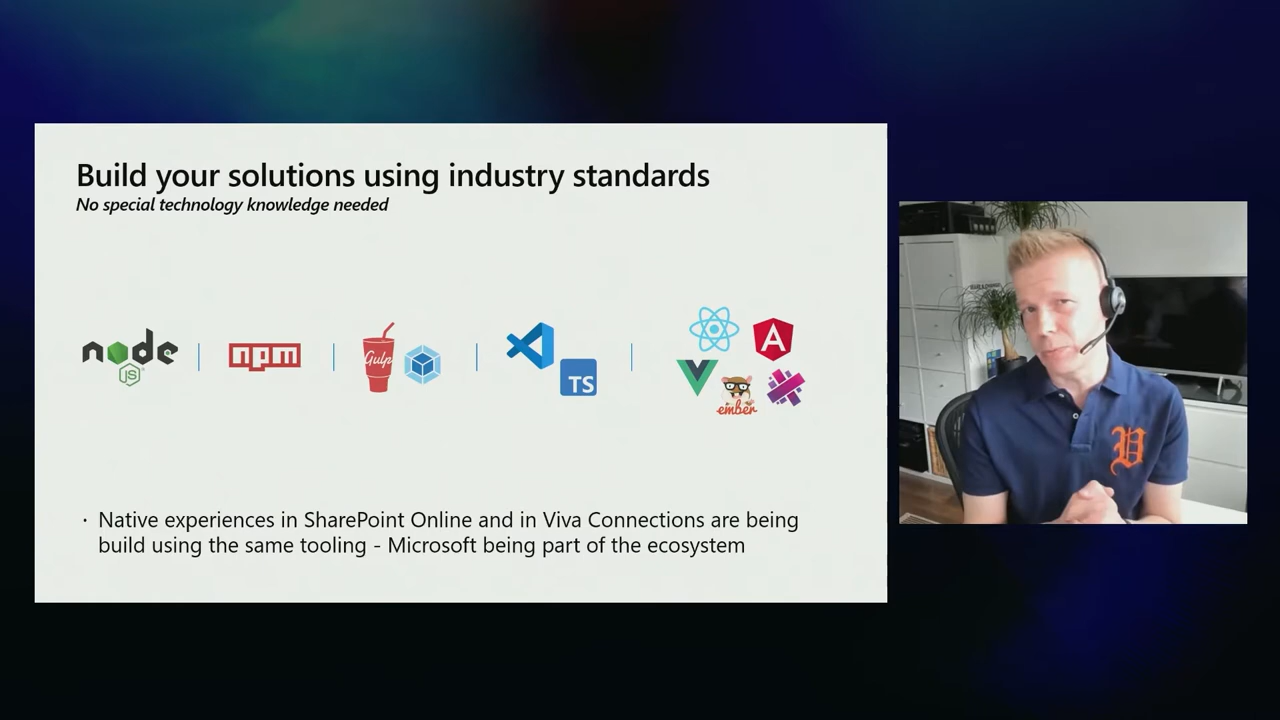 Build your solutions using industry standards
No special technology knowledge needed
node
JS
npm
Gulp
TS
A
ember
· Native experiences in SharePoint Online and in Viva Connections are being
build using the same tooling - Microsoft being part of the ecosystem
D